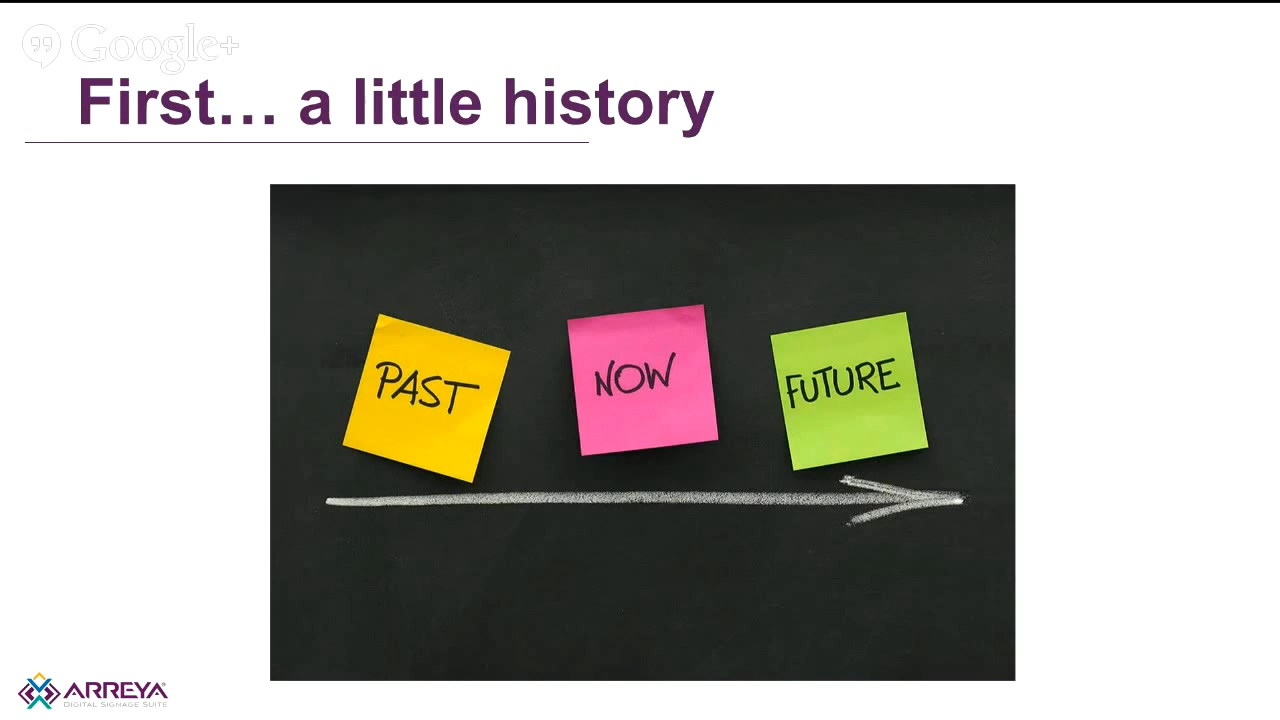 Google+
First… a little history
PAST
NOW
FUTURE
ARREYA®
DIGITAL SIGNAGE SUITE